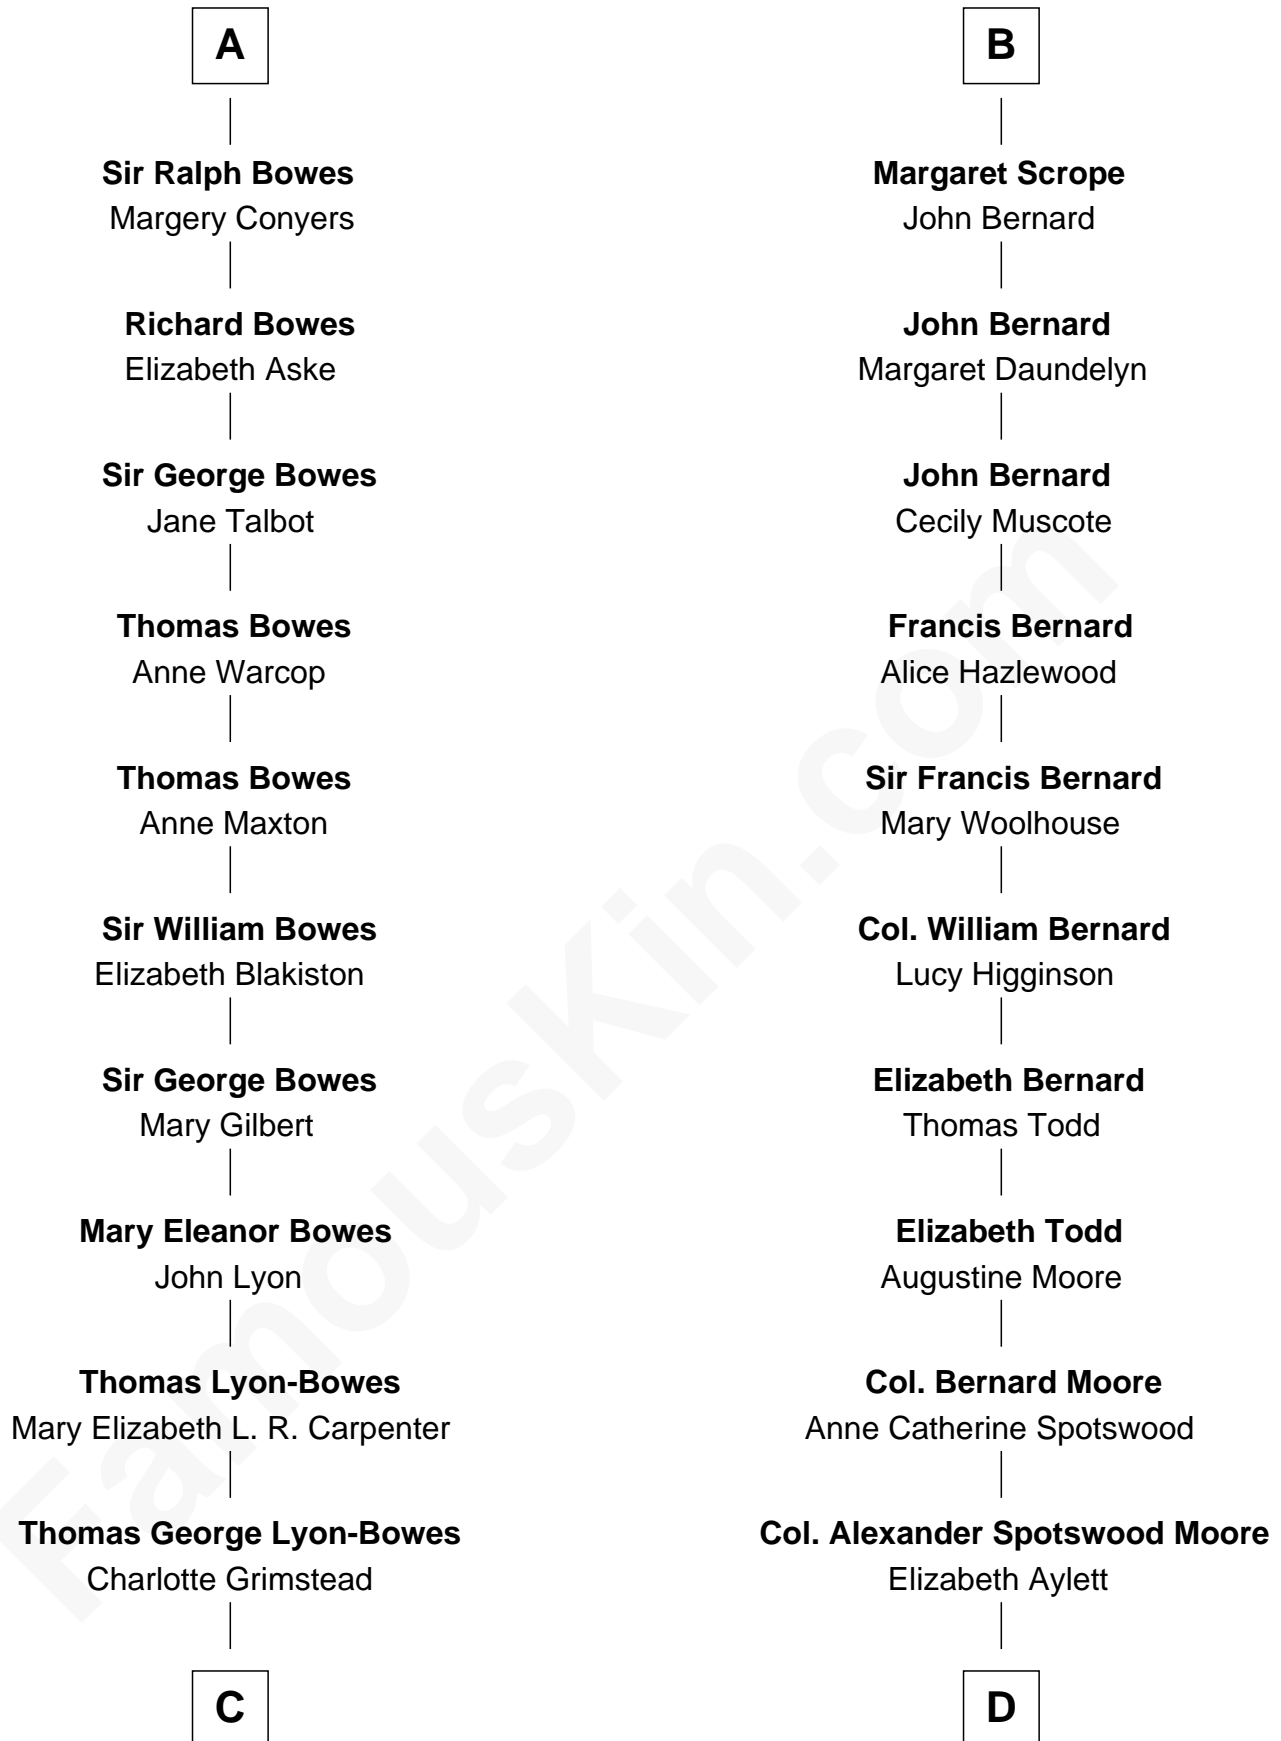 A
Sir Ralph Bowes
Margery Conyers
Richard Bowes
Elizabeth Aske
Sir George Bowes
Jane Talbot
Thomas Bowes
Anne Warcop
Thomas Bowes
Anne Maxton
Sir William Bowes
Elizabeth Blakiston
Sir George Bowes
Mary Gilbert
Mary Eleanor Bowes
John Lyon
Thomas Lyon-Bowes
Mary Elizabeth L. R. Carpenter
Thomas George Lyon-Bowes
Charlotte Grimstead
C
B
Margaret Scrope
John Bernard
John Bernard
Margaret Daundelyn
John Bernard
Cecily Muscote
Francis Bernard
Alice Hazlewood
Sir Francis Bernard
Mary Woolhouse
Col. William Bernard
Lucy Higginson
Elizabeth Bernard
Thomas Todd
Elizabeth Todd
Augustine Moore
Col. Bernard Moore
Anne Catherine Spotswood
Col. Alexander Spotswood Moore
Elizabeth Aylett
D
FamousKin.com